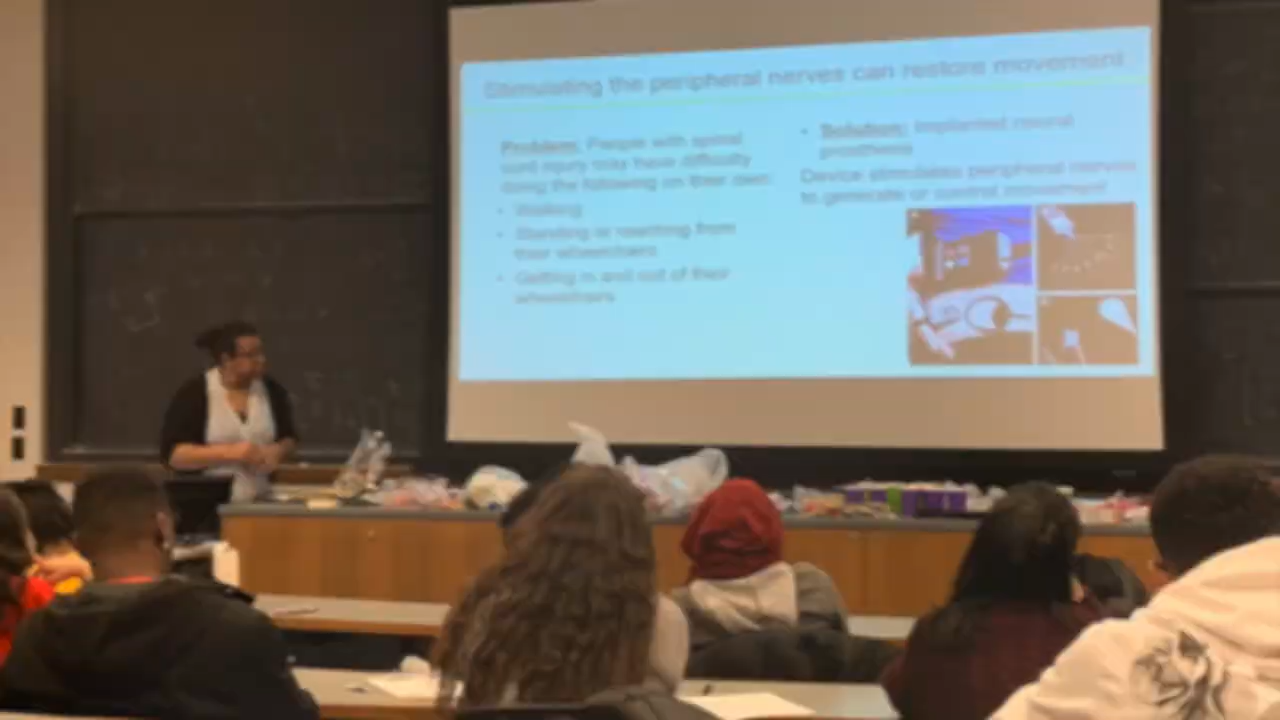 Stimulating the peripheral nerves can restore movement
Problem: People with spinal
cord injury may have difficulty
doing the following on their own:
• Walking
• Standing or reaching from
their wheelchairs
• Getting in and out of their
wheelchairs
• Solution: Implanted neural
prosthesis
Device stimulates peripheral nerves
to generate or control movement